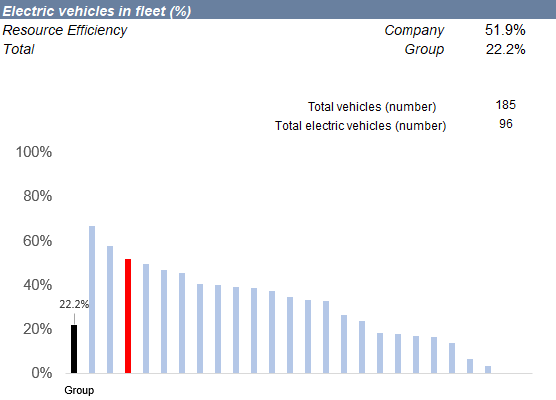 Electric vehicles in fleet (%)
Resource Efficiency Company 51.9%
Total Group 22.2%
Total vehicles (number) 185
Total electric vehicles (number) 96
100%
80%
60%
40%
22.2%
20%
0%
Group